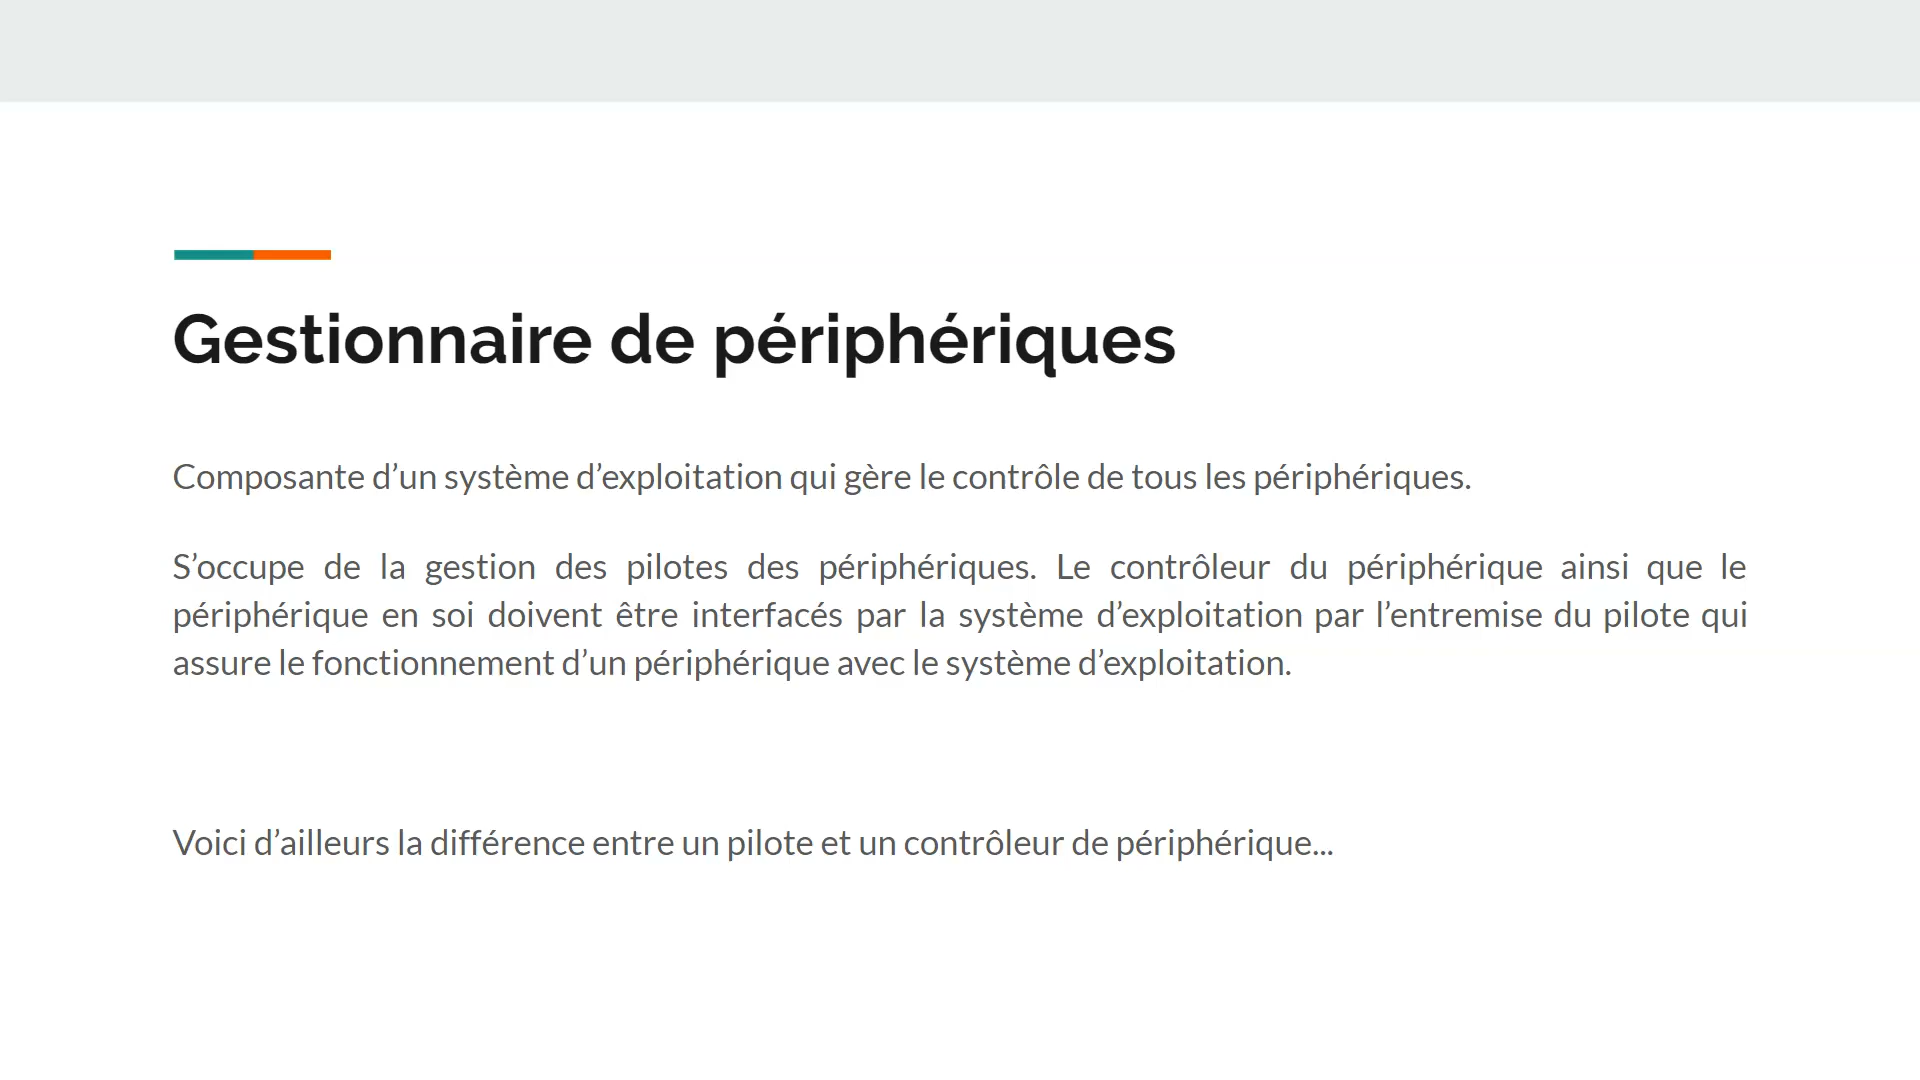 Gestionnaire de périphériques
Composante d’un système d’exploitation qui gère le contrôle de tous les périphériques.
S’occupe de la gestion des pilotes des périphériques. Le contrôleur du périphérique ainsi que le
périphérique en soi doivent être interfacés par la système d’exploitation par l’entremise du pilote qui
assure le fonctionnement d’un périphérique avec le système d’exploitation.
Voici d’ailleurs la différence entre un pilote et un contrôleur de périphérique...